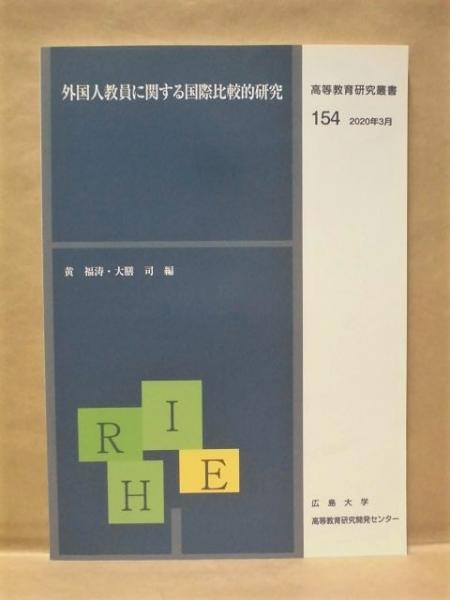 外国人教員に関する国際比較的研究
高等教育研究叢書
154 2020年3月
黄 福涛・大膳 司 編
R I H E
広島大学
高等教育研究開発センター